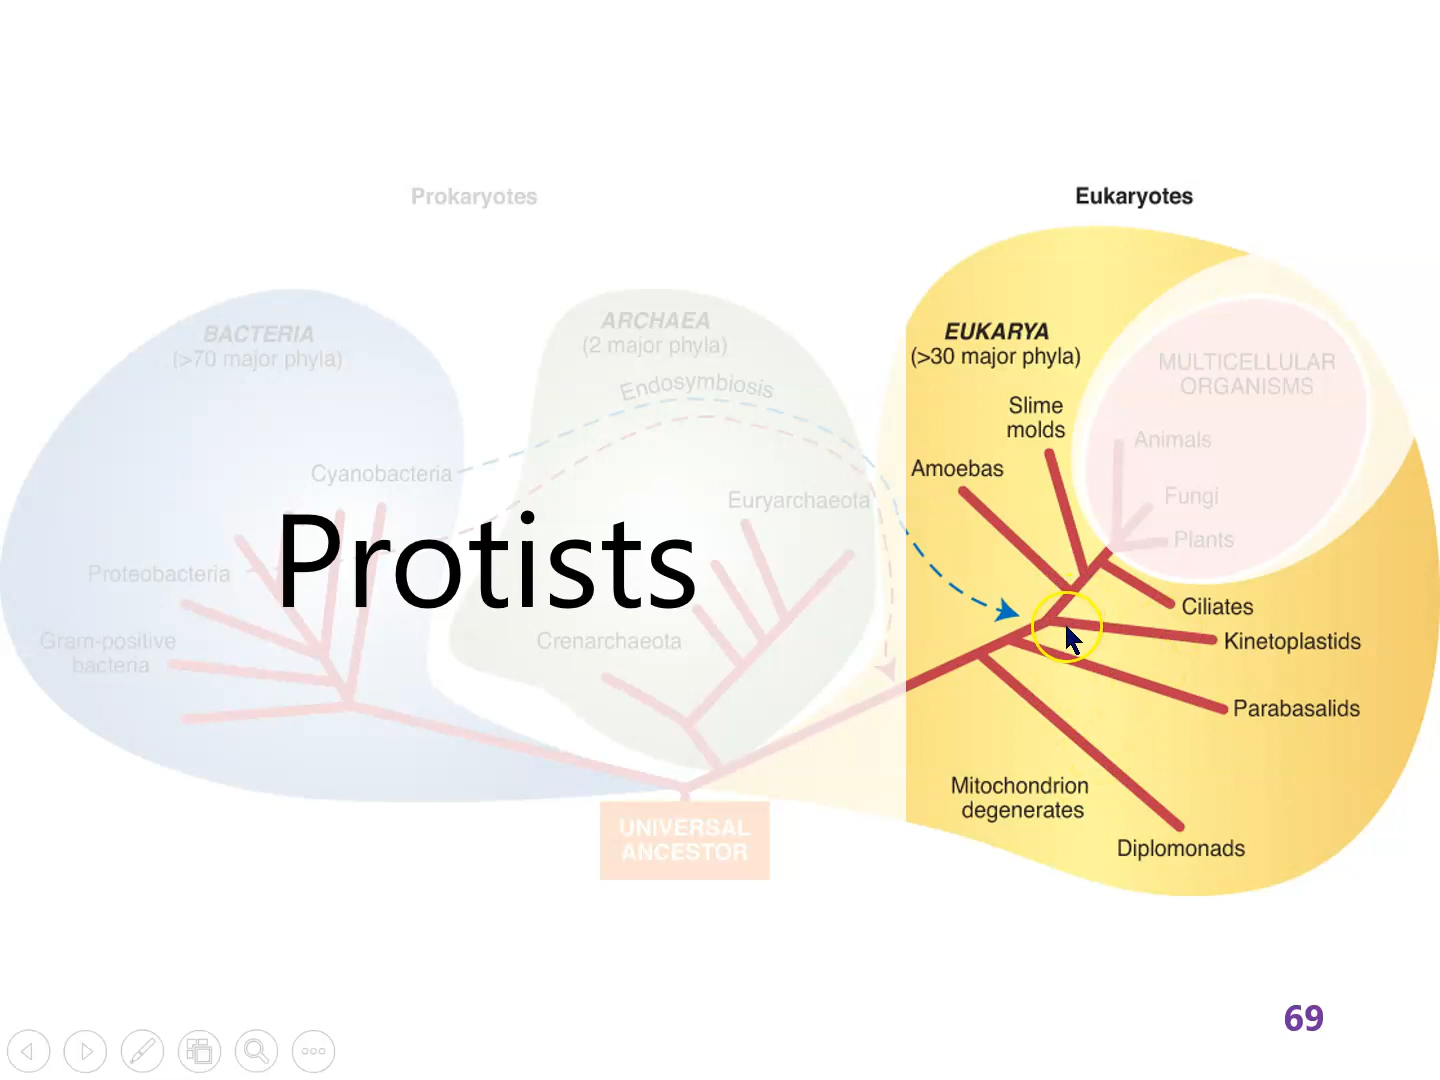 Prokaryotes
Eukaryotes
BACTERIA
(>70 major phyla)
ARCHAEA
(2 major phyla)
Endosymbiosis
EUKARYA
(>30 major phyla)
MULTICELLULAR
ORGANISMS
Slime
molds
Animals
Amoebas
Cyanobacteria
Euryarchaeota
Fungi
Plants
Protists
Proteobacteria
Ciliates
Gram-positive
bacteria
Crenarchaeota
Kinetoplastids
Parabasalids
Mitochondrion
degenerates
UNIVERSAL
ANCESTOR
Diplomonads
69